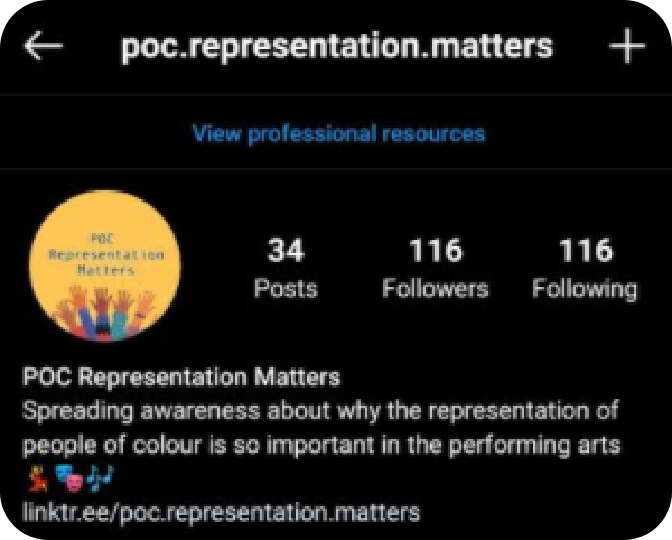 poc.representation.matters
View professional resources
POC
Representation
Matters
34 116 116
Posts Followers Following
POC Representation Matters
Spreading awareness about why the representation of
people of colour is so important in the performing arts
💃🎭🎶
linktr.ee/poc.representation.matters